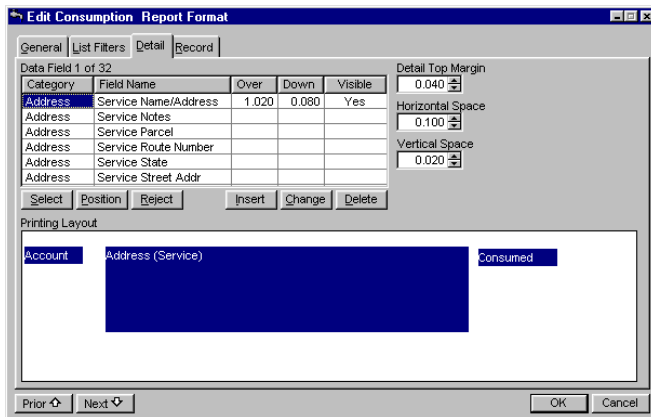 Edit Consumption Report Format
General List Filters Detail Record
Data Field 1 of 32
Detail Top Margin
Category Field Name Over Down Visible
0.040
Address Service Name/Address 1.020 0.080 Yes
Horizontal Space
Address Service Notes
0.100
Address Service Parcel
Address Service Route Number
Vertical Space
Address Service State
0.020
Address Service Street Addr
Select Position Reject Insert Change Delete
Printing Layout
Account Address (Service) Consumed
Prior Next OK Cancel